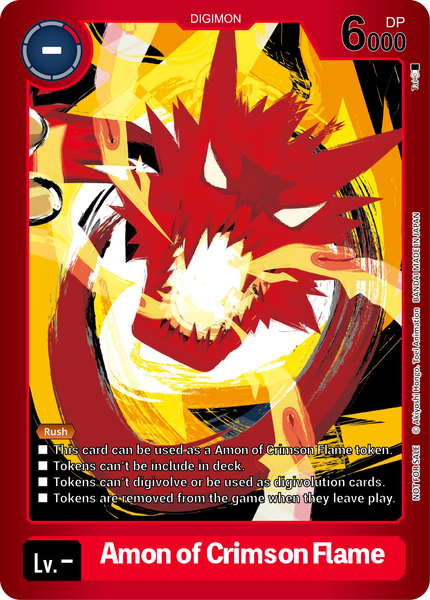 DIGIMON
-
DP
6000
Rush
■ This card can be used as a Amon of Crimson Flame token.
■ Tokens can't be include in deck.
■ Tokens can't digivolve or be used as digivolution cards.
■ Tokens are removed from the game when they leave play.
NOT FOR SALE © Akiyoshi Hongo, Toei Animation BANDAI MADE IN JAPAN
Lv.-
Amon of Crimson Flame